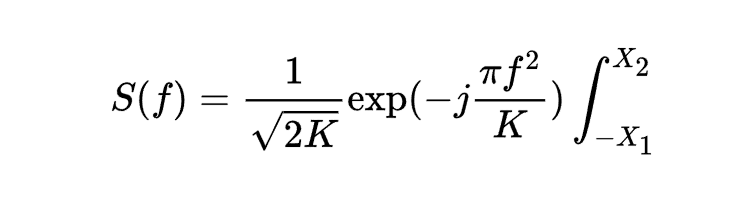 S(f) = \frac{1}{\sqrt{2K}} \exp(-j\frac{\pi f^2}{K}) \int_{-X_1}^{X_2}